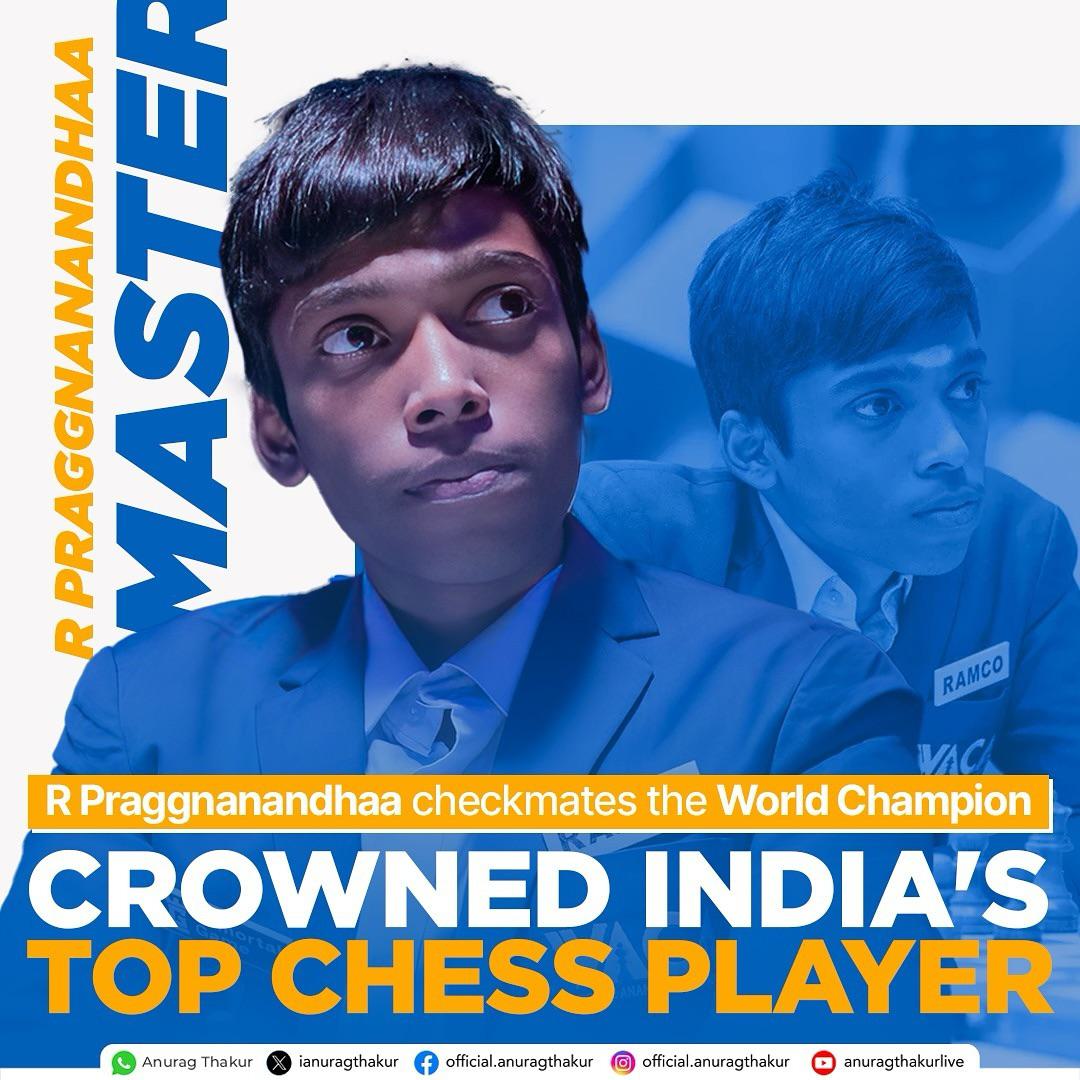 R PRAGGNANANANDHAA
MASTER
RAMCO
R Praggnanandhaa checkmates the World Champion
CROWNED INDIA'S
TOP CHESS PLAYER
Anurag Thakur ianuragthakur official.anuragthakur official.anuragthakur anuragthakurlive